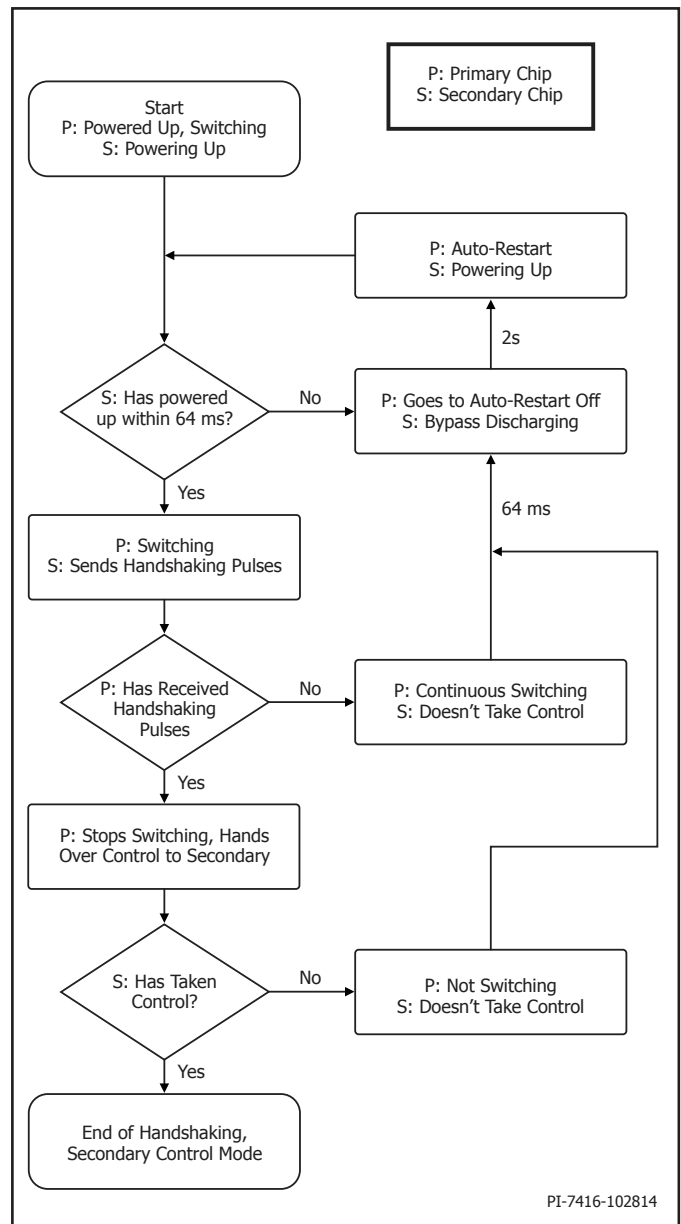 P: Primary Chip
S: Secondary Chip
Start
P: Powered Up, Switching
S: Powering Up
P: Auto-Restart
S: Powering Up
2s
S: Has powered
up within 64 ms?
No
P: Goes to Auto-Restart Off
S: Bypass Discharging
Yes
64 ms
P: Switching
S: Sends Handshaking Pulses
P: Has Received
Handshaking
Pulses
No
P: Continuous Switching
S: Doesn't Take Control
Yes
P: Stops Switching, Hands
Over Control to Secondary
S: Has Taken
Control?
No
P: Not Switching
S: Doesn't Take Control
Yes
End of Handshaking,
Secondary Control Mode
PI-7416-102814